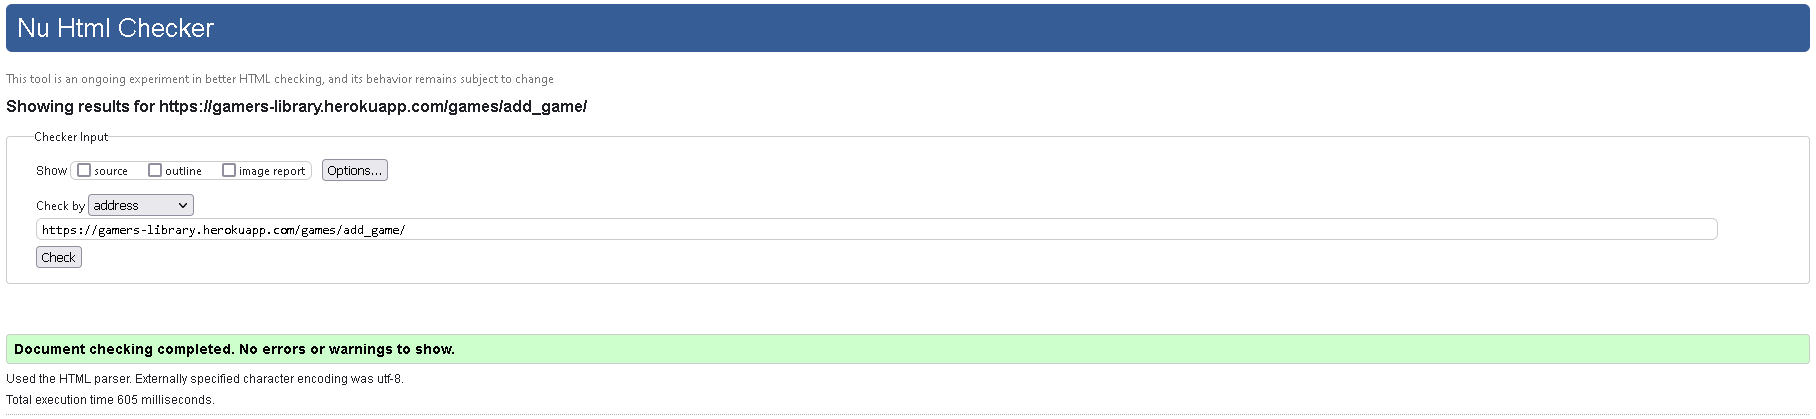 Nu Html Checker
This tool is an ongoing experiment in better HTML checking, and its behavior remains subject to change
Showing results for https://gamers-library.herokuapp.com/games/add_game/
Checker Input
Show source outline image report Options...
Check by address
https://gamers-library.herokuapp.com/games/add_game/
Check
Document checking completed. No errors or warnings to show.
Used the HTML parser. Externally specified character encoding was utf-8.
Total execution time 605 milliseconds.